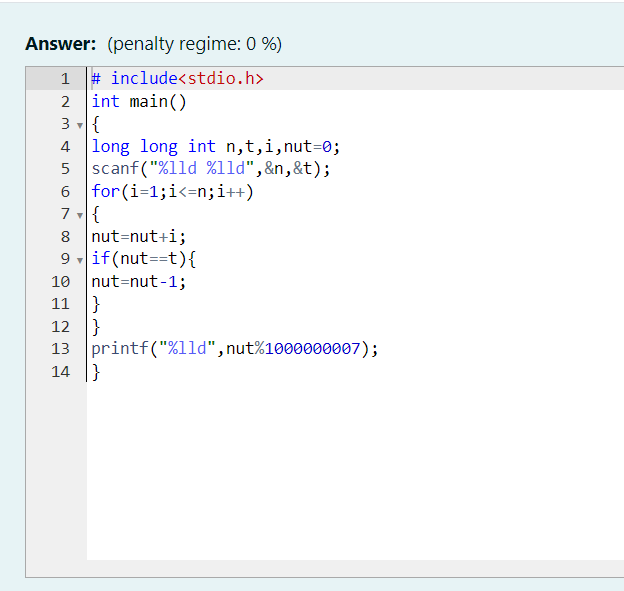 Answer: (penalty regime: 0 %)
1 # include<stdio.h>
2 int main()
3 {
4 long long int n,t,i,nut=0;
5 scanf("%lld %lld",&n,&t);
6 for(i=1;i<=n;i++)
7 {
8 nut=nut+i;
9 if(nut==t){
10 nut=nut-1;
11 }
12 }
13 printf("%lld",nut%1000000007);
14 }